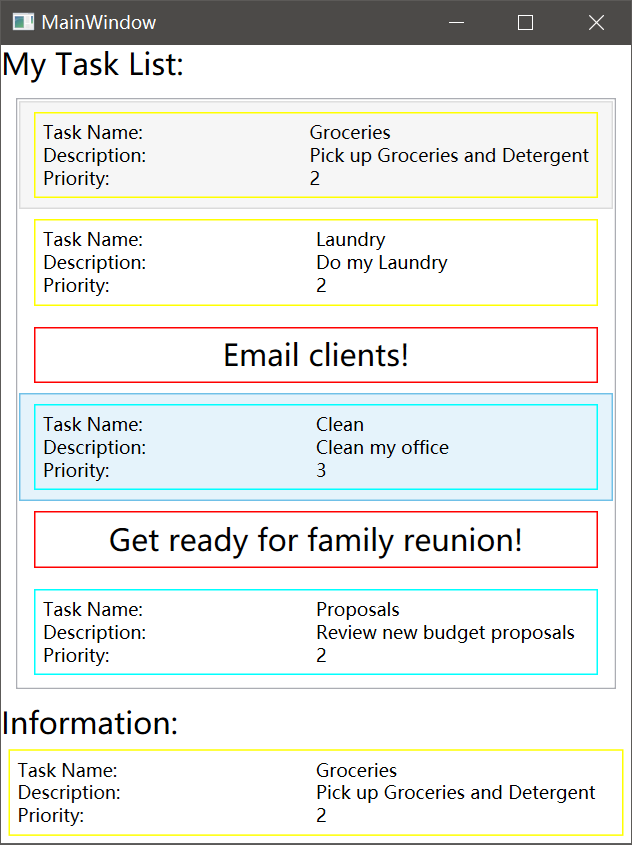 MainWindow
My Task List:
Task Name: Groceries
Description: Pick up Groceries and Detergent
Priority: 2
Task Name: Laundry
Description: Do my Laundry
Priority: 2
Email clients!
Task Name: Clean
Description: Clean my office
Priority: 3
Get ready for family reunion!
Task Name: Proposals
Description: Review new budget proposals
Priority: 2
Information:
Task Name: Groceries
Description: Pick up Groceries and Detergent
Priority: 2